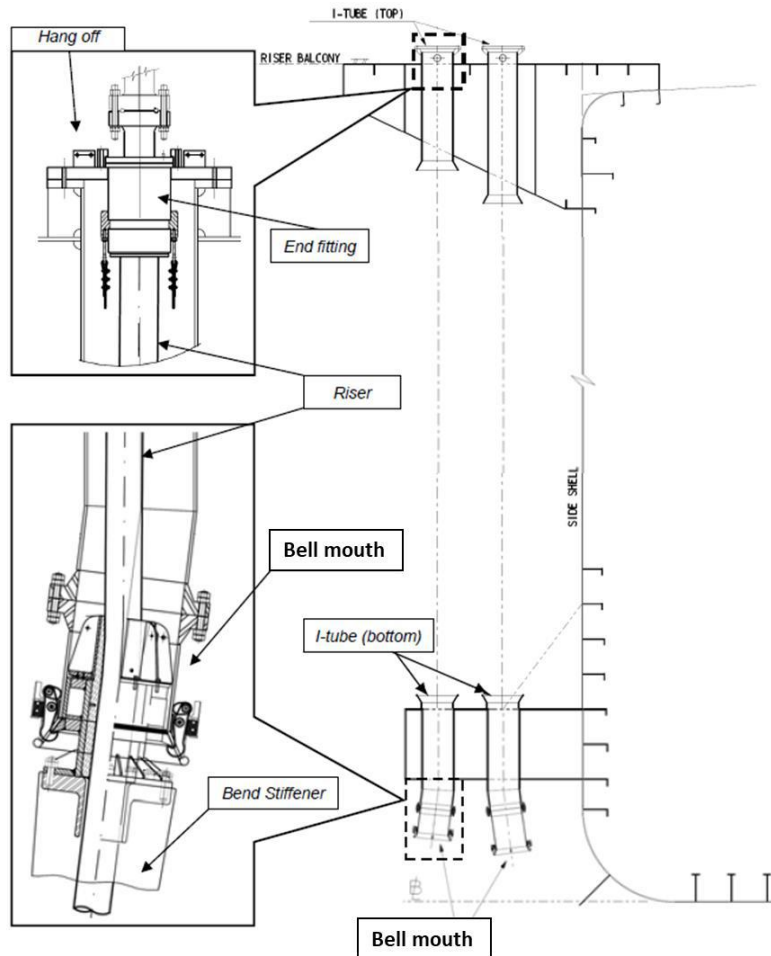 I-TUBE (TOP)
Hang off
RISER BALCONY
End fitting
Riser
SIDE SHELL
Bell mouth
I-tube (bottom)
Bend Stiffener
Bell mouth